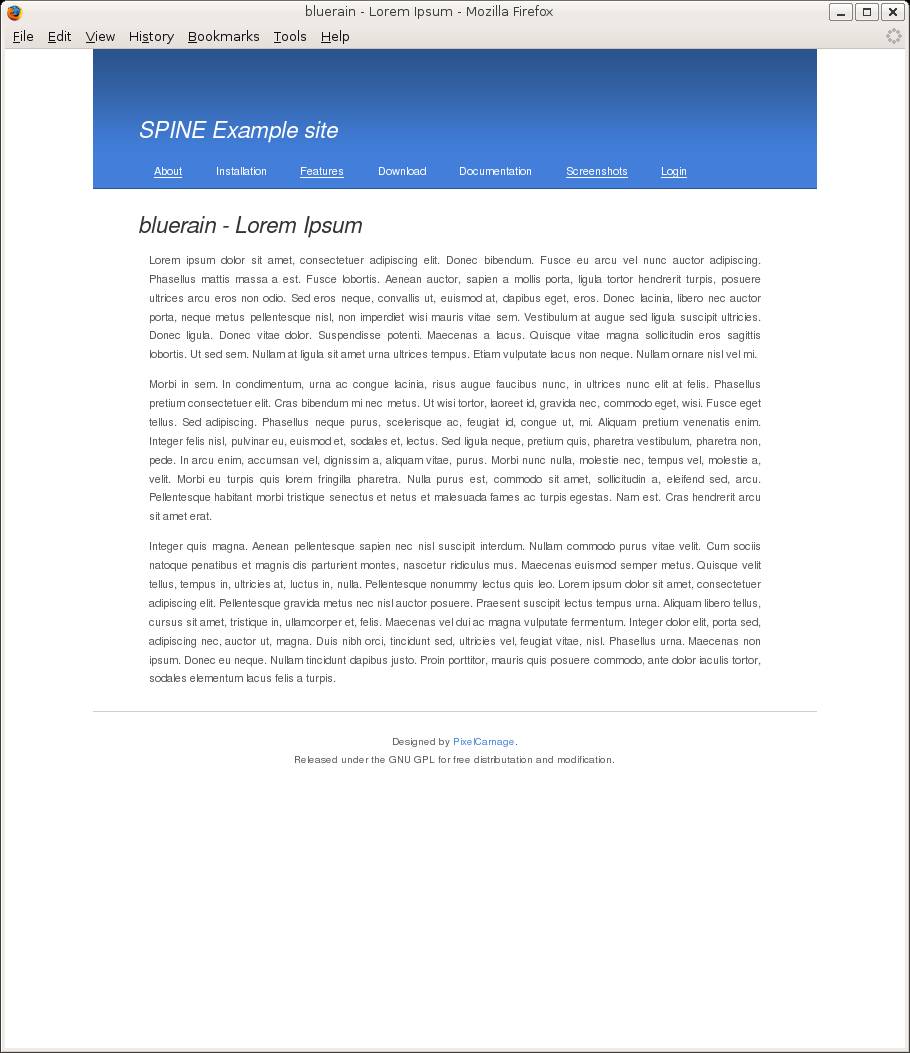 bluerain - Lorem Ipsum - Mozilla Firefox
File Edit View History Bookmarks Tools Help
SPINE Example site
About Installation Features Download Documentation Screenshots Login
bluerain - Lorem Ipsum
Lorem ipsum dolor sit amet, consectetuer adipiscing elit. Donec bibendum. Fusce eu arcu vel nunc auctor adipiscing.
Phasellus mattis massa a est. Fusce lobortis. Aenean auctor, sapien a mollis porta, ligula tortor hendrerit turpis, posuere
ultrices arcu eros non odio. Sed eros neque, convallis ut, euismod at, dapibus eget, eros. Donec lacinia, libero nec auctor
porta, neque metus pellentesque nisl, non imperdiet wisi mauris vitae sem. Vestibulum at augue sed ligula suscipit ultricies.
Donec ligula. Donec vitae dolor. Suspendisse potenti. Maecenas a lacus. Quisque vitae magna sollicitudin eros sagittis
lobortis. Ut sed sem. Nullam at ligula sit amet urna ultrices tempus. Etiam vulputate lacus non neque. Nullam ornare nisl vel mi.
Morbi in sem. In condimentum, urna ac congue lacinia, risus augue faucibus nunc, in ultrices nunc elit at felis. Phasellus
pretium consectetuer elit. Cras bibendum mi nec metus. Ut wisi tortor, laoreet id, gravida nec, commodo eget, wisi. Fusce eget
tellus. Sed adipiscing. Phasellus neque purus, scelerisque ac, feugiat id, congue ut, mi. Aliquam pretium venenatis enim.
Integer felis nisl, pulvinar eu, euismod et, sodales et, lectus. Sed ligula neque, pretium quis, pharetra vestibulum, pharetra non,
pede. In arcu enim, accumsan vel, dignissim a, aliquam vitae, purus. Morbi nunc nulla, molestie nec, tempus vel, molestie a,
velit. Morbi eu turpis quis lorem fringilla pharetra. Nulla purus est, commodo sit amet, sollicitudin a, eleifend sed, arcu.
Pellentesque habitant morbi tristique senectus et netus et malesuada fames ac turpis egestas. Nam est. Cras hendrerit arcu
sit amet erat.
Integer quis magna. Aenean pellentesque sapien nec nisl suscipit interdum. Nullam commodo purus vitae velit. Cum sociis
natoque penatibus et magnis dis parturient montes, nascetur ridiculus mus. Maecenas euismod semper metus. Quisque velit
tellus, tempus in, ultricies at, luctus in, nulla. Pellentesque nonummy lectus quis leo. Lorem ipsum dolor sit amet, consectetuer
adipiscing elit. Pellentesque gravida metus nec nisl auctor posuere. Praesent suscipit lectus tempus urna. Aliquam libero tellus,
cursus sit amet, tristique in, ullamcorper et, felis. Maecenas vel dui ac magna vulputate fermentum. Integer dolor elit, porta sed,
adipiscing nec, auctor ut, magna. Duis nibh orci, tincidunt sed, ultricies vel, feugiat vitae, nisl. Phasellus urna. Maecenas non
ipsum. Donec eu neque. Nullam tincidunt dapibus justo. Proin porttitor, mauris quis posuere commodo, ante dolor iaculis tortor,
sodales elementum lacus felis a turpis.
Designed by PixelCarnage.
Released under the GNU GPL for free distributation and modification.